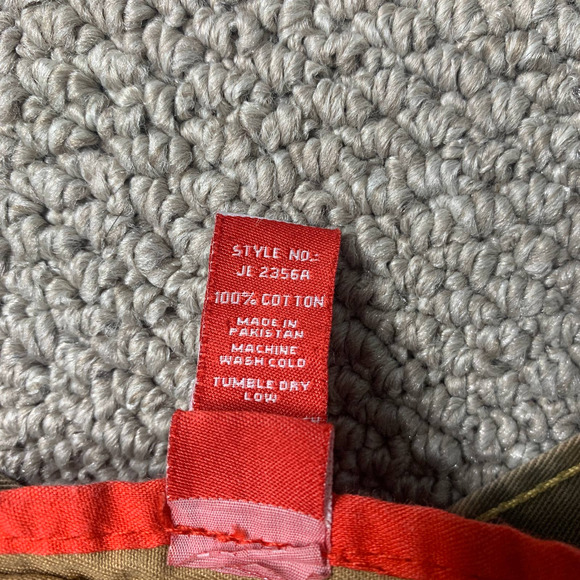 STYLE NO.:
JE 2356A
100% COTTON
MADE IN
PAKISTAN
MACHINE
WASH COLD
TUMBLE DRY
LOW